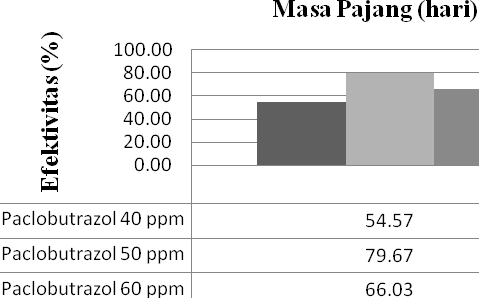 Masa Pajang (hari)
Efektivitas (%)
100.00
80.00
60.00
40.00
20.00
0.00
Paclobutrazol 40 ppm 54.57
Paclobutrazol 50 ppm 79.67
Paclobutrazol 60 ppm 66.03